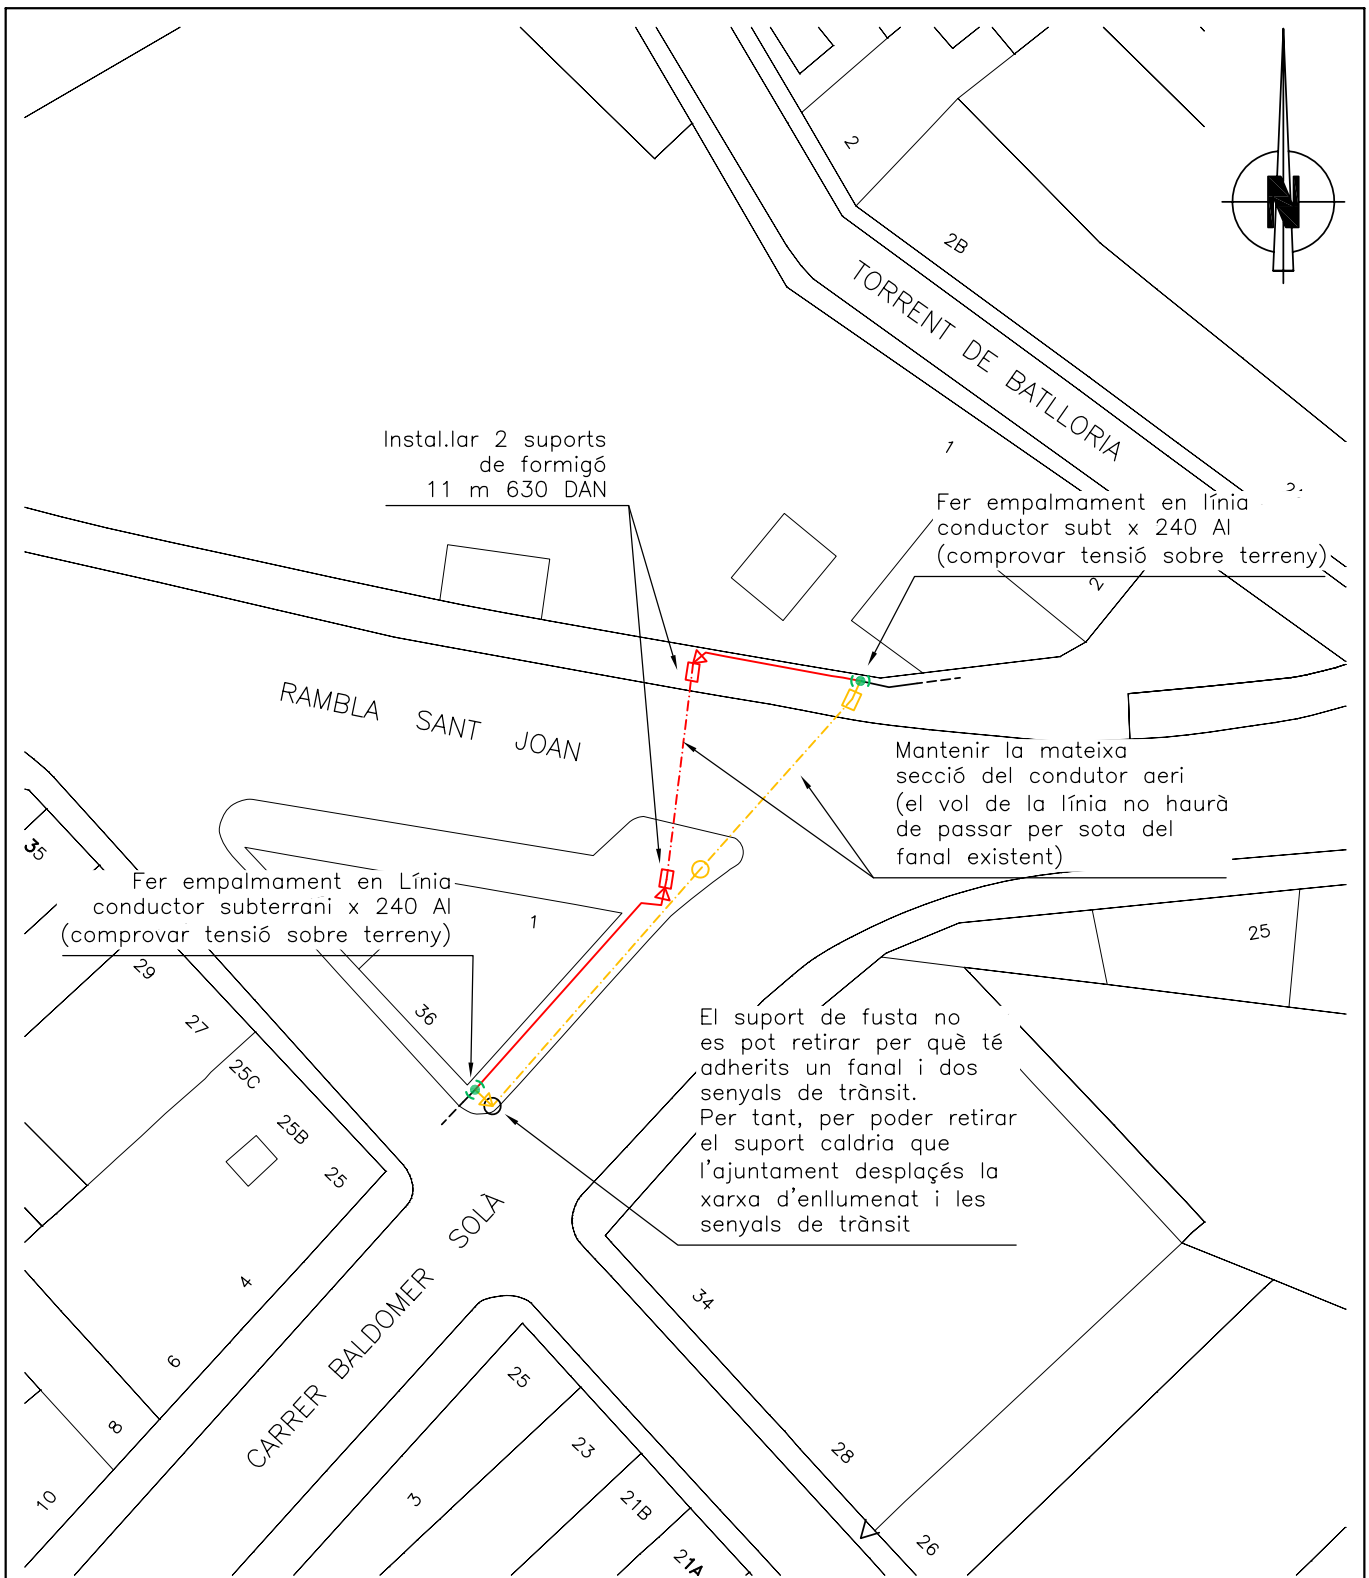 N
2
2B
TORRENT DE BATLLORIA
1
Instal.lar 2 suports
de formigó
11 m 630 DAN
Fer empalmament en línia
conductor subt x 240 Al
(comprovar tensió sobre terreny)
2
RAMBLA SANT JOAN
Mantenir la mateixa
secció del condutor aeri
(el vol de la línia no haurà
de passar per sota del
fanal existent)
35
Fer empalmament en Línia
conductor subterrani x 240 Al
(comprovar tensió sobre terreny)
1
25
29
27
36
25C
25B
25
El suport de fusta no
es pot retirar per què té
adherits un fanal i dos
senyals de trànsit.
Per tant, per poder retirar
el suport caldria que
l'ajuntament desplaçés la
xarxa d'enllumenat i les
senyals de trànsit
CARRER BALDOMER SOLÀ
4
6
8
10
34
25
23
3
21B
21A
28
26